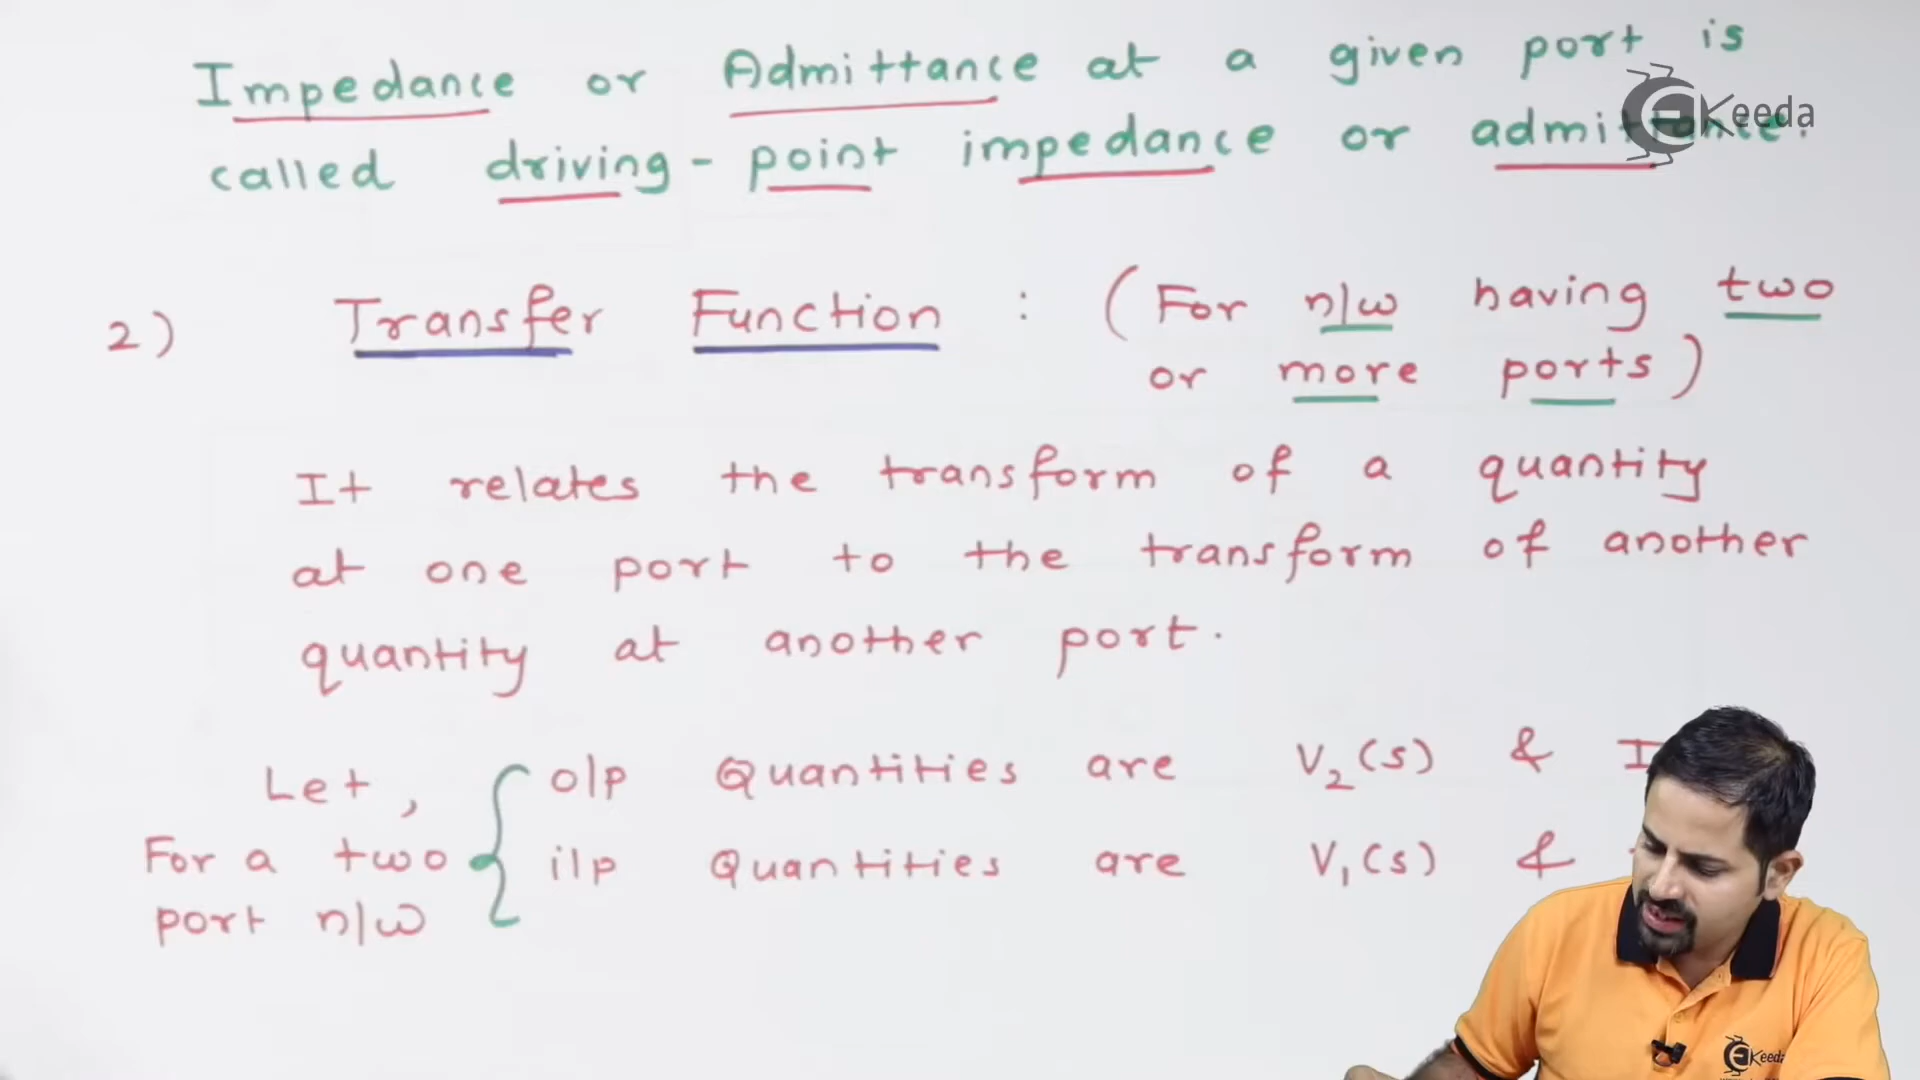 Impedance or Admittance at a given port is
called driving-point impedance or admittance.
Keeda
2) Transfer Function : (For n/w having two
or more ports)
It relates the transform of a quantity
at one port to the transform of another
quantity at another port.
Let, o/p Quantities are V₂(s) & I
For a two i/p Quantities are V₁(s) &
port n/w
Keeda